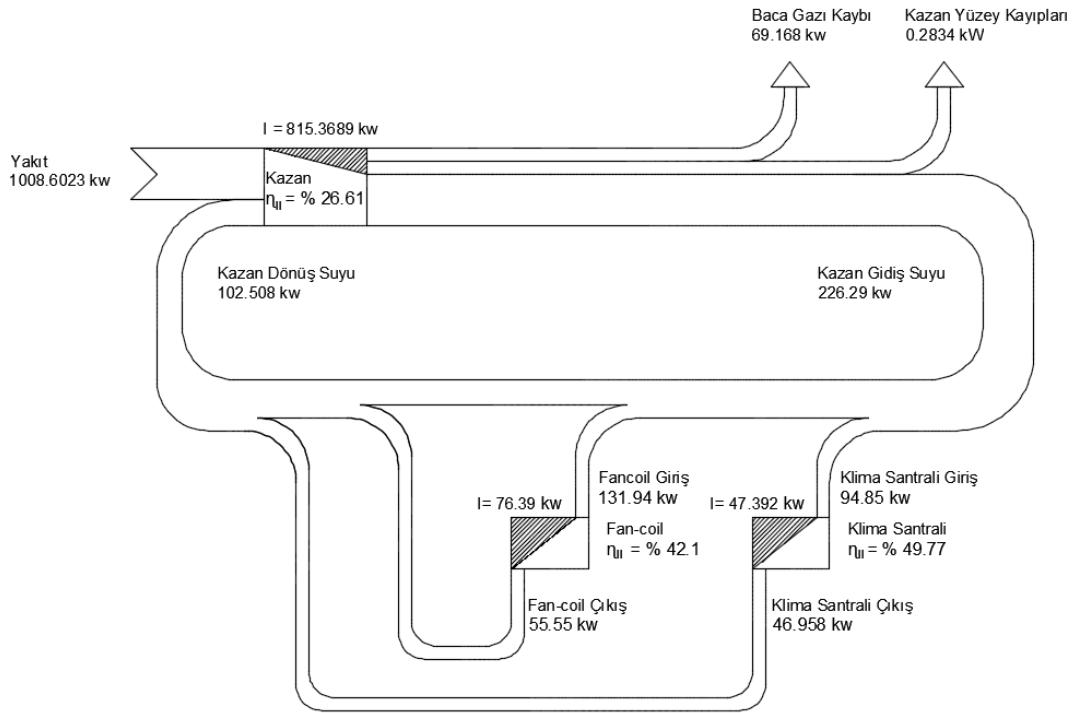 Baca Gazı Kaybı
69.168 kw
Kazan Yüzey Kayıpları
0.2834 kW
I = 815.3689 kw
Yakıt
1008.6023 kw
Kazan
ηII = % 26.61
Kazan Dönüş Suyu
102.508 kw
Kazan Gidiş Suyu
226.29 kw
Fancoil Giriş
131.94 kw
I= 76.39 kw
Fan-coil
ηII = % 42.1
Fan-coil Çıkış
55.55 kw
Klima Santrali Giriş
94.85 kw
I= 47.392 kw
Klima Santrali
ηII = % 49.77
Klima Santrali Çıkış
46.958 kw